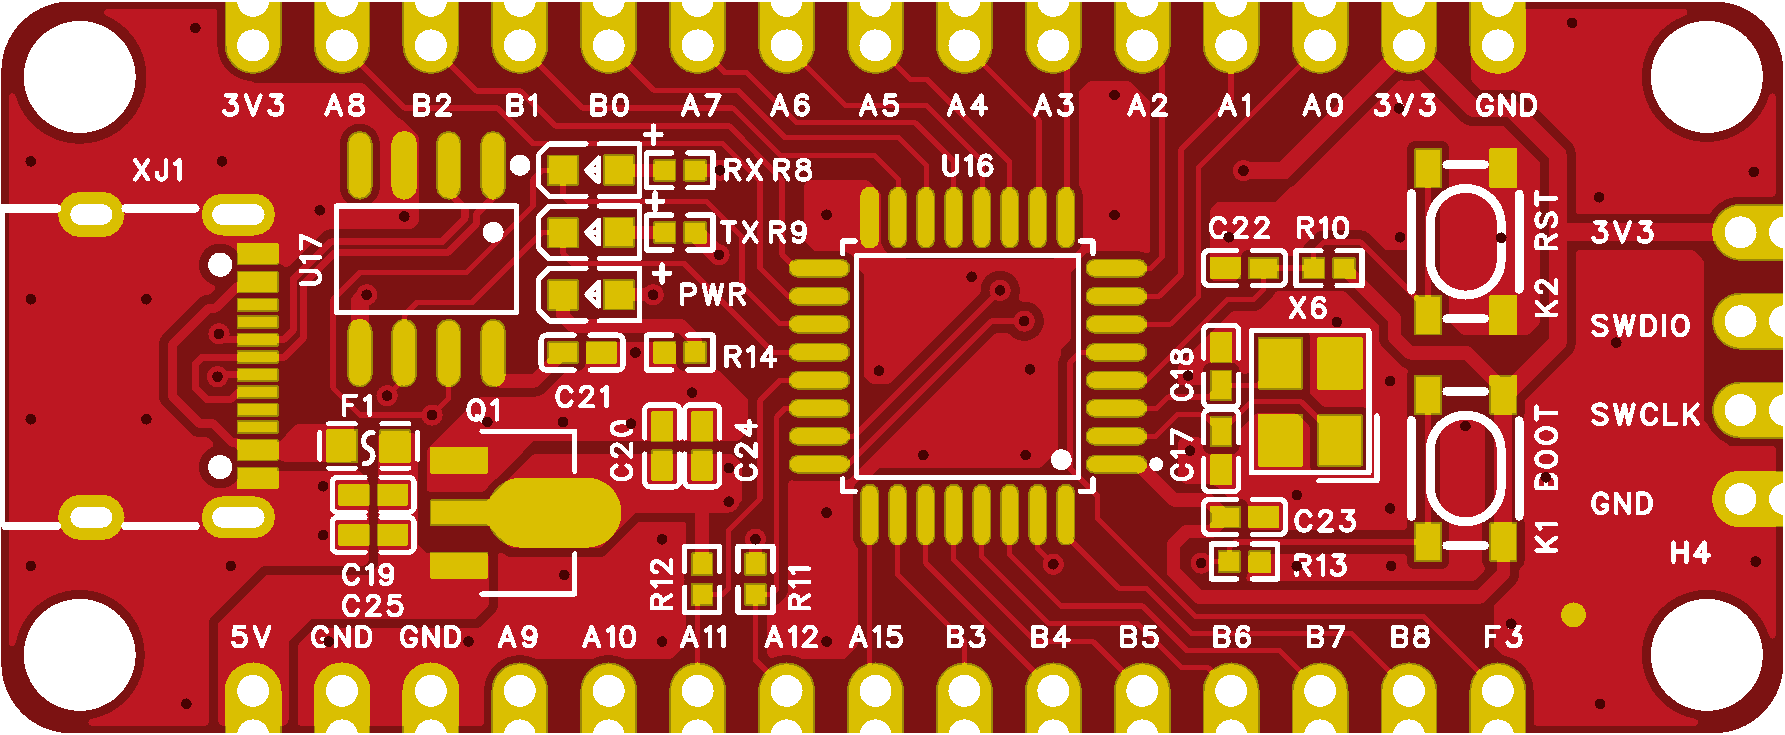 3V3 A8 B2 B1 B0 A7 A6 A5 A4 A3 A2 A1 A0 3V3 GND
XJ1
+
RX R8
U16
+
TX R9
C22 R10
K2 RST
3V3
U17
+
PWR
X6
SWDIO
R14
C18
C21
F1
Q1
C20
C24
C17
K1 BOOT
SWCLK
GND
C23
H4
R13
C19
C25
R12
R11
5V GND GND A9 A10 A11 A12 A15 B3 B4 B5 B6 B7 B8 F3